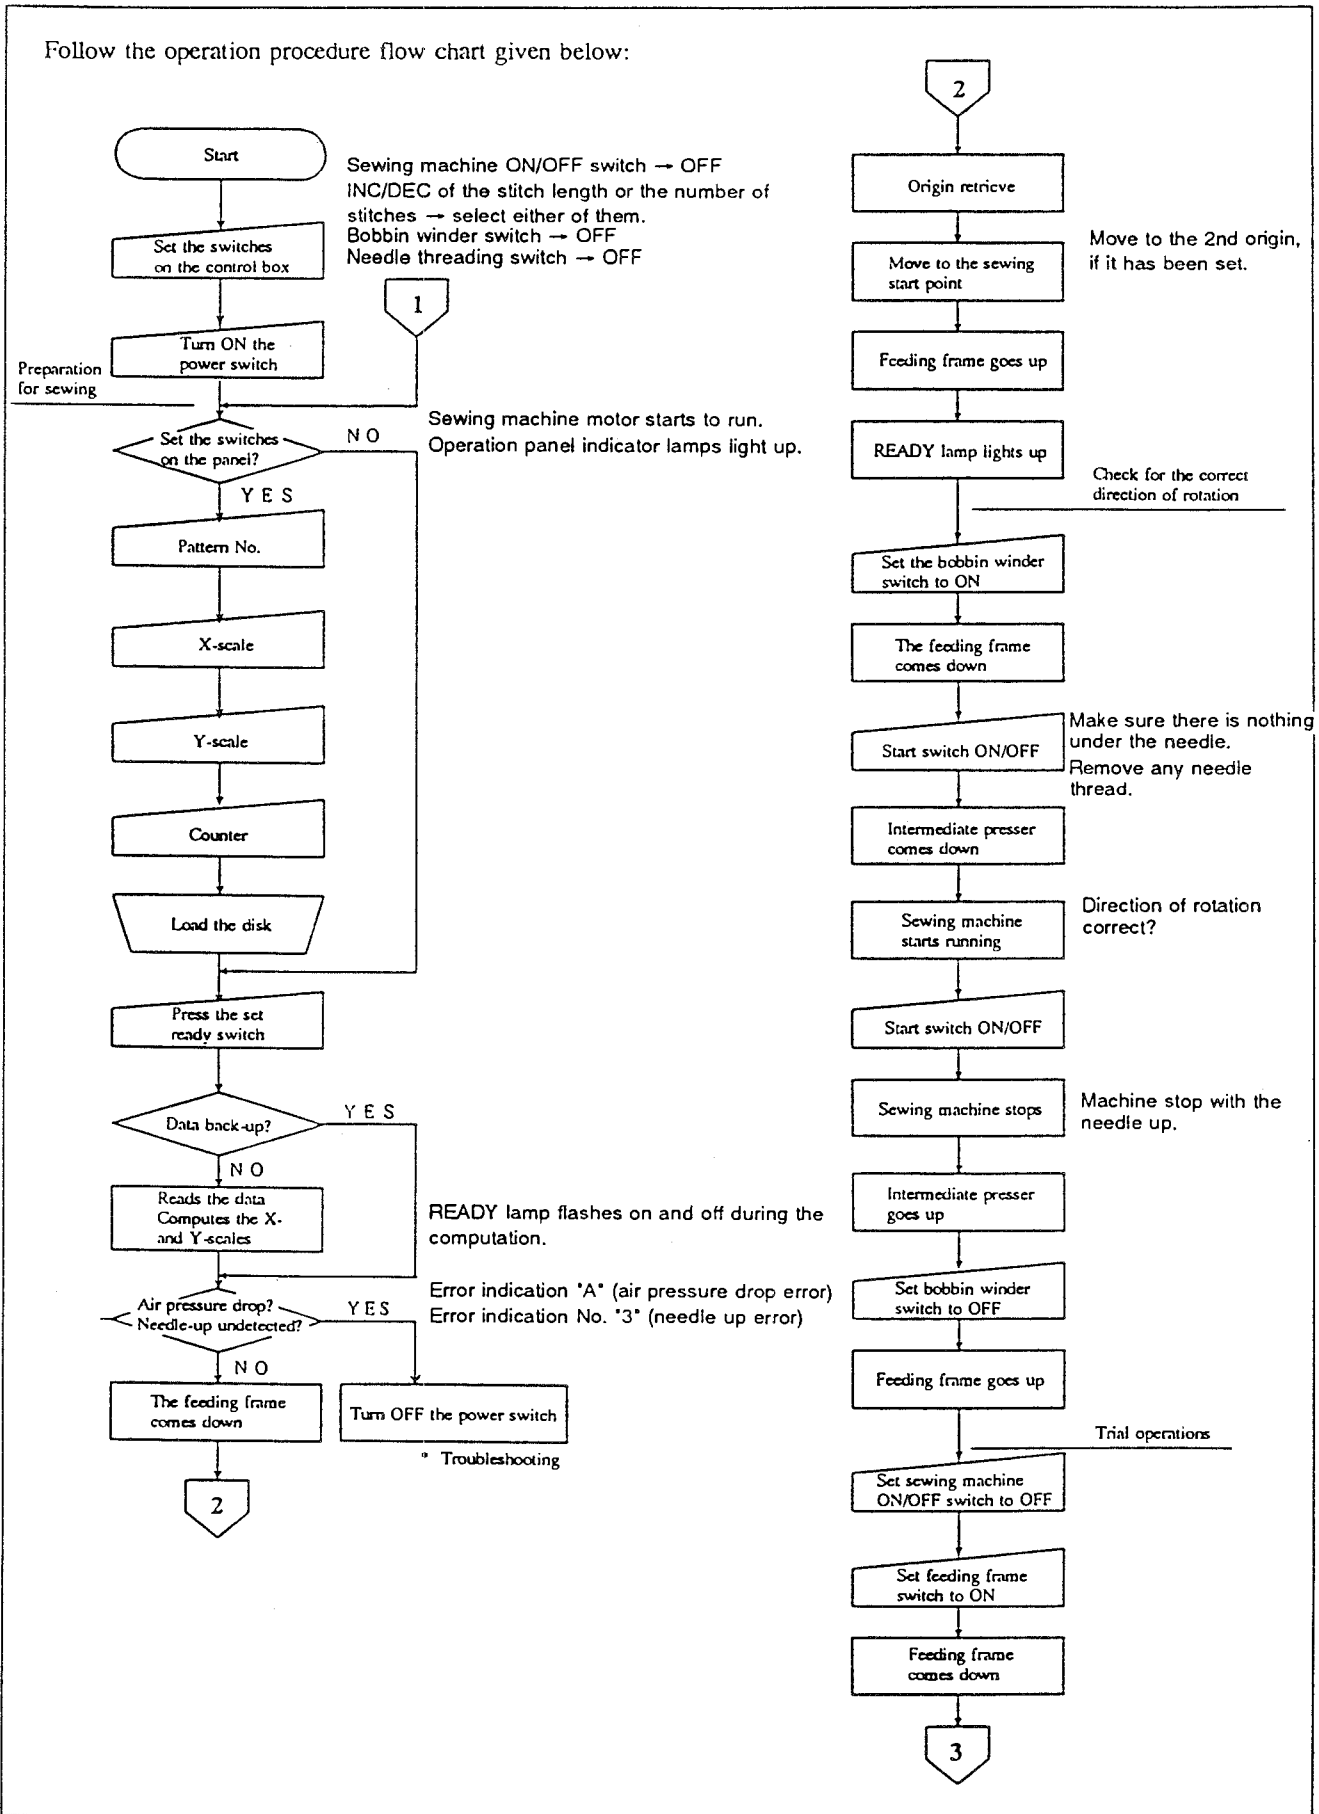 Follow the operation procedure flow chart given below:
Start
Sewing machine ON/OFF switch → OFF
INC/DEC of the stitch length or the number of
stitches → select either of them.
Bobbin winder switch → OFF
Needle threading switch → OFF
Set the switches
on the control box
1
Turn ON the
power switch
Preparation
for sewing
Sewing machine motor starts to run.
Operation panel indicator lamps light up.
Set the switches
on the panel?
NO
YES
Pattern No.
X-scale
Y-scale
Counter
Load the disk
Press the set
ready switch
Data back-up?
YES
NO
Reads the data
Computes the X-
and Y-scales
READY lamp flashes on and off during the
computation.
Error indication "A" (air pressure drop error)
Error indication No. "3" (needle up error)
Air pressure drop?
Needle-up undetected?
YES
NO
The feeding frame
comes down
Turn OFF the power switch
* Troubleshooting
2
2
Origin retrieve
Move to the sewing
start point
Move to the 2nd origin,
if it has been set.
Feeding frame goes up
READY lamp lights up
Check for the correct
direction of rotation
Set the bobbin winder
switch to ON
The feeding frame
comes down
Start switch ON/OFF
Make sure there is nothing
under the needle.
Remove any needle
thread.
Intermediate presser
comes down
Sewing machine
starts running
Direction of rotation
correct?
Start switch ON/OFF
Sewing machine stops
Machine stop with the
needle up.
Intermediate presser
goes up
Set bobbin winder
switch to OFF
Feeding frame goes up
Trial operations
Set sewing machine
ON/OFF switch to OFF
Set feeding frame
switch to ON
Feeding frame
comes down
3